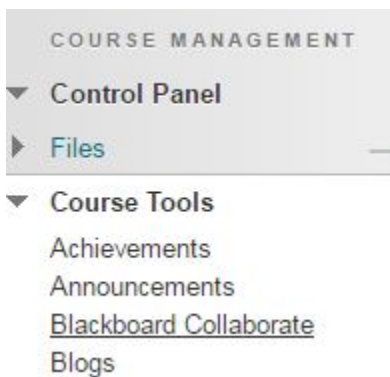 COURSE MANAGEMENT
Control Panel
Files
Course Tools
Achievements
Announcements
Blackboard Collaborate
Blogs